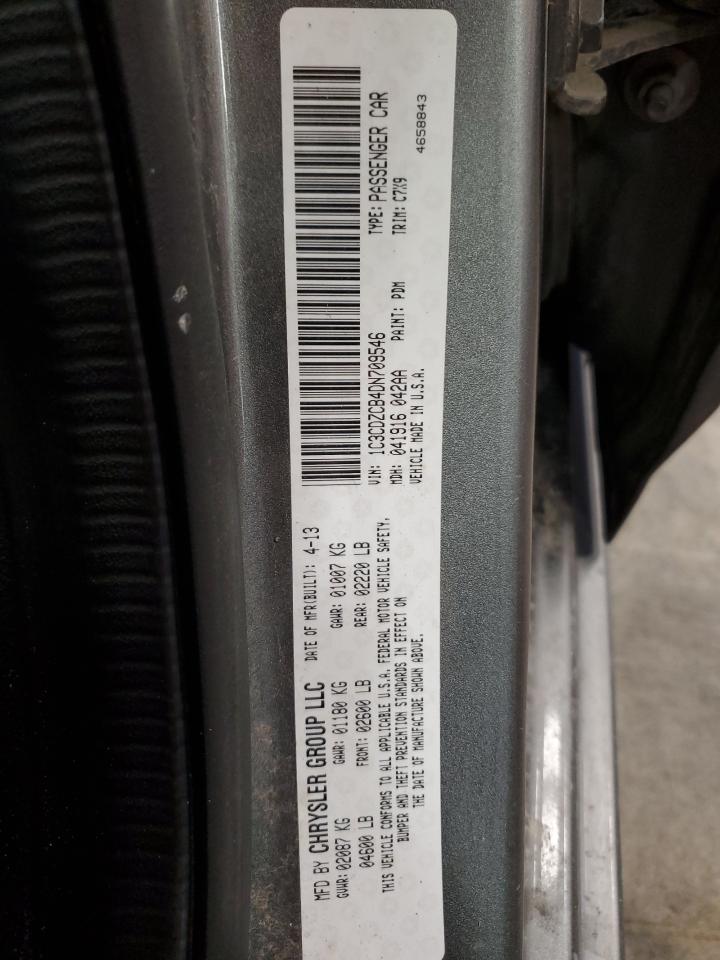 MFD BY CHRYSLER GROUP LLC DATE OF MFR(BUILT): 4-13
GVWR: 02087 KG GAWR: 01180 KG GAWR: 01007 KG
04600 LB FRONT: 02600 LB REAR: 02220 LB
THIS VEHICLE CONFORMS TO ALL APPLICABLE U.S.A. FEDERAL MOTOR VEHICLE SAFETY,
BUMPER AND THEFT PREVENTION STANDARDS IN EFFECT ON
THE DATE OF MANUFACTURE SHOWN ABOVE.
VIN: 1C3CDZCB4DN709546 TYPE: PASSENGER CAR
MDH: 041916 042AA PAINT: PDM TRIM: C7X9
VEHICLE MADE IN U.S.A. 4658843